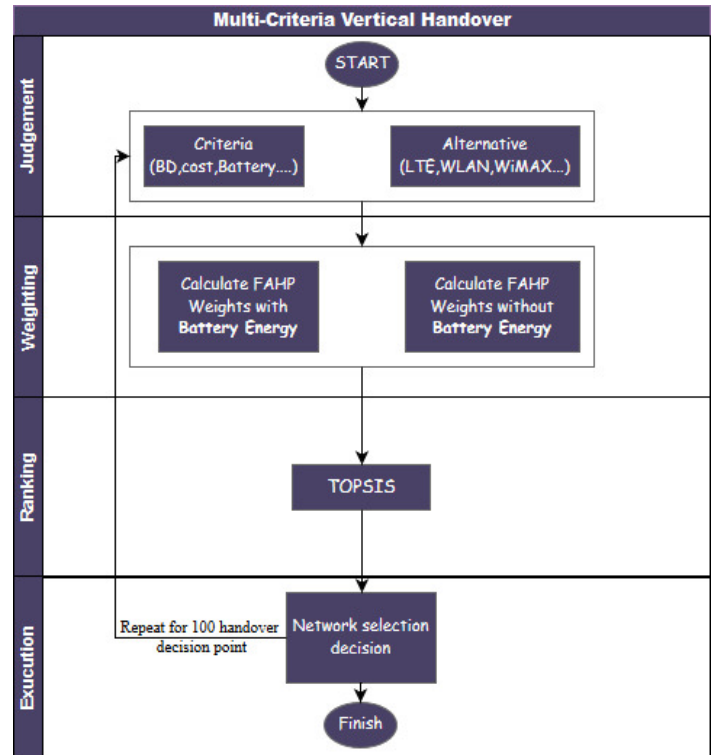 Multi-Criteria Vertical Handover
Judgement
START
Criteria
(BD,cost,Battery....)
Alternative
(LTE,WLAN,WiMAX...)
Weighting
Calculate FAHP
Weights with
Battery Energy
Calculate FAHP
Weights without
Battery Energy
Ranking
TOPSIS
Exucution
Repeat for 100 handover
decision point
Network selection
decision
Finish